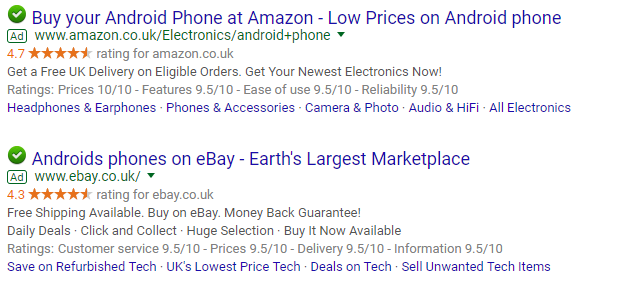 Buy your Android Phone at Amazon - Low Prices on Android phone
Ad www.amazon.co.uk/Electronics/android+phone
4.7 rating for amazon.co.uk
Get a Free UK Delivery on Eligible Orders. Get Your Newest Electronics Now!
Ratings: Prices 10/10 - Features 9.5/10 - Ease of use 9.5/10 - Reliability 9.5/10
Headphones & Earphones · Phones & Accessories · Camera & Photo · Audio & HiFi · All Electronics
Androids phones on eBay - Earth's Largest Marketplace
Ad www.ebay.co.uk/
4.3 rating for ebay.co.uk
Free Shipping Available. Buy on eBay. Money Back Guarantee!
Daily Deals · Click and Collect · Huge Selection · Buy It Now Available
Ratings: Customer service 9.5/10 - Prices 9.5/10 - Delivery 9.5/10 - Information 9.5/10
Save on Refurbished Tech · UK's Lowest Price Tech · Deals on Tech · Sell Unwanted Tech Items